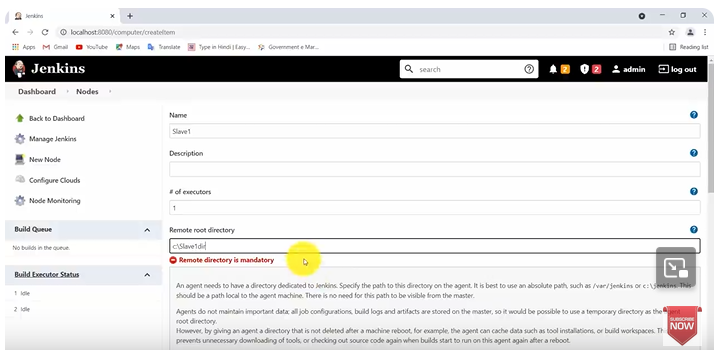 Jenkins
localhost:8080/computer/createItem
Apps
Gmail
YouTube
Maps
Translate
Type in Hindi | Easy...
Government e Mar...
Reading list
Jenkins
search
2
2
admin
log out
Dashboard
Nodes
Back to Dashboard
Manage Jenkins
New Node
Configure Clouds
Node Monitoring
Build Queue
No builds in the queue.
Build Executor Status
1 Idle
2 Idle
Name
Slave1
Description
# of executors
1
Remote root directory
c:\Slave1dir
Remote directory is mandatory
An agent needs to have a directory dedicated to Jenkins. Specify the path to this directory on the agent. It is best to use an absolute path, such as /var/jenkins or c:\jenkins. This
should be a path local to the agent machine. There is no need for this path to be visible from the master.
Agents do not maintain important data; all job configurations, build logs and artifacts are stored on the master, so it would be possible to use a temporary directory as the
root directory.
However, by giving an agent a directory that is not deleted after a machine reboot, for example, the agent can cache data such as tool installations, or build workspaces.
prevents unnecessary downloading of tools, or checking out source code again when builds start to run on this agent again after a reboot.
SUBSCRIBE
NOW